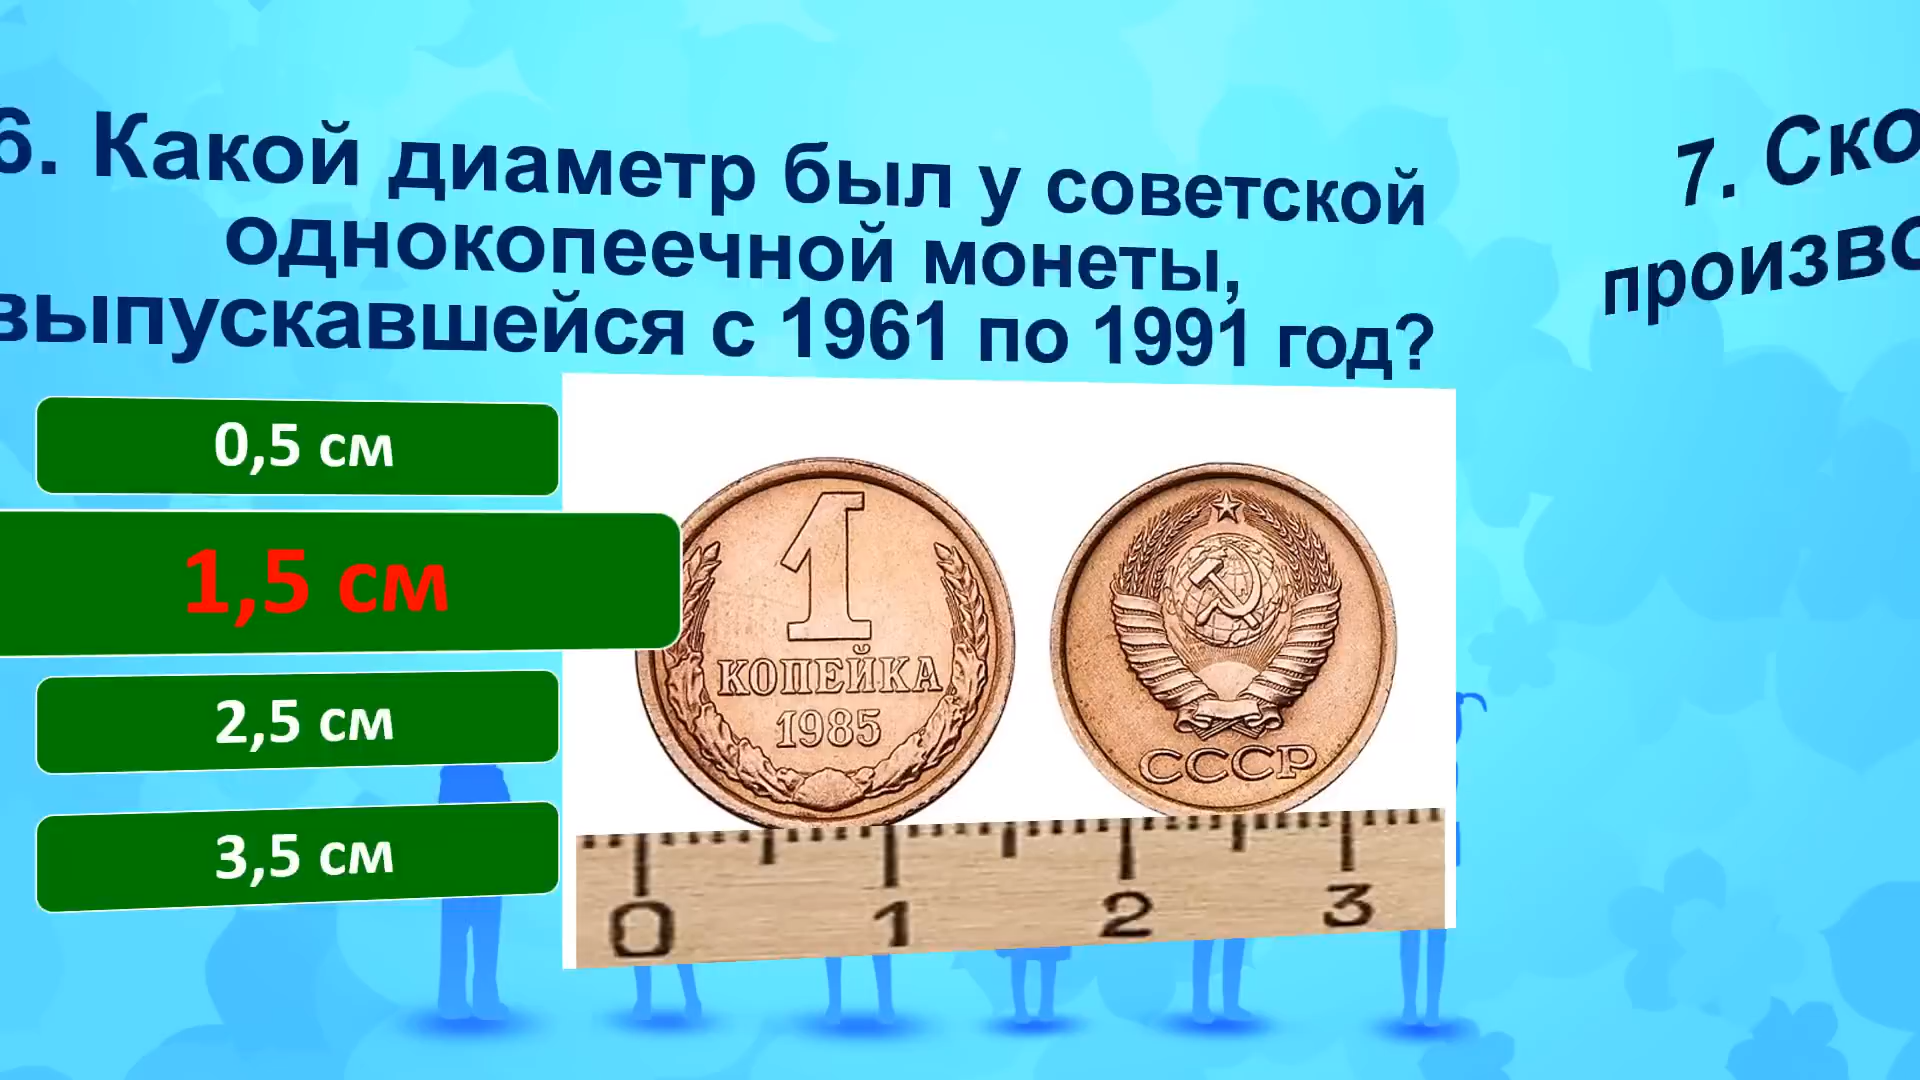 6. Какой диаметр был у советской
однокопеечной монеты,
выпускавшейся с 1961 по 1991 год?
0,5 см
1,5 см
2,5 см
3,5 см
1
КОПЕЙКА
1985
СССР
0 1 2 3
7. Ско
произво